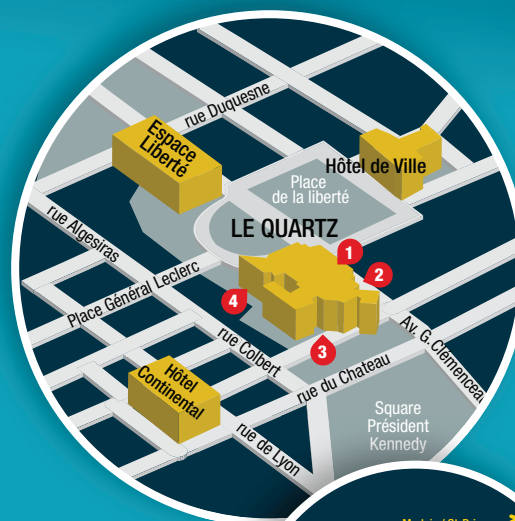 rue Duquesne
Espace
Liberté
Hôtel de Ville
Place
de la liberté
LE QUARTZ
rue Algesiras
1
2
Place Général Leclerc
4
Av. G. Clémenceau
rue Colbert
3
rue du Chateau
Hôtel
Continental
Square
Président
Kennedy
rue de Lyon